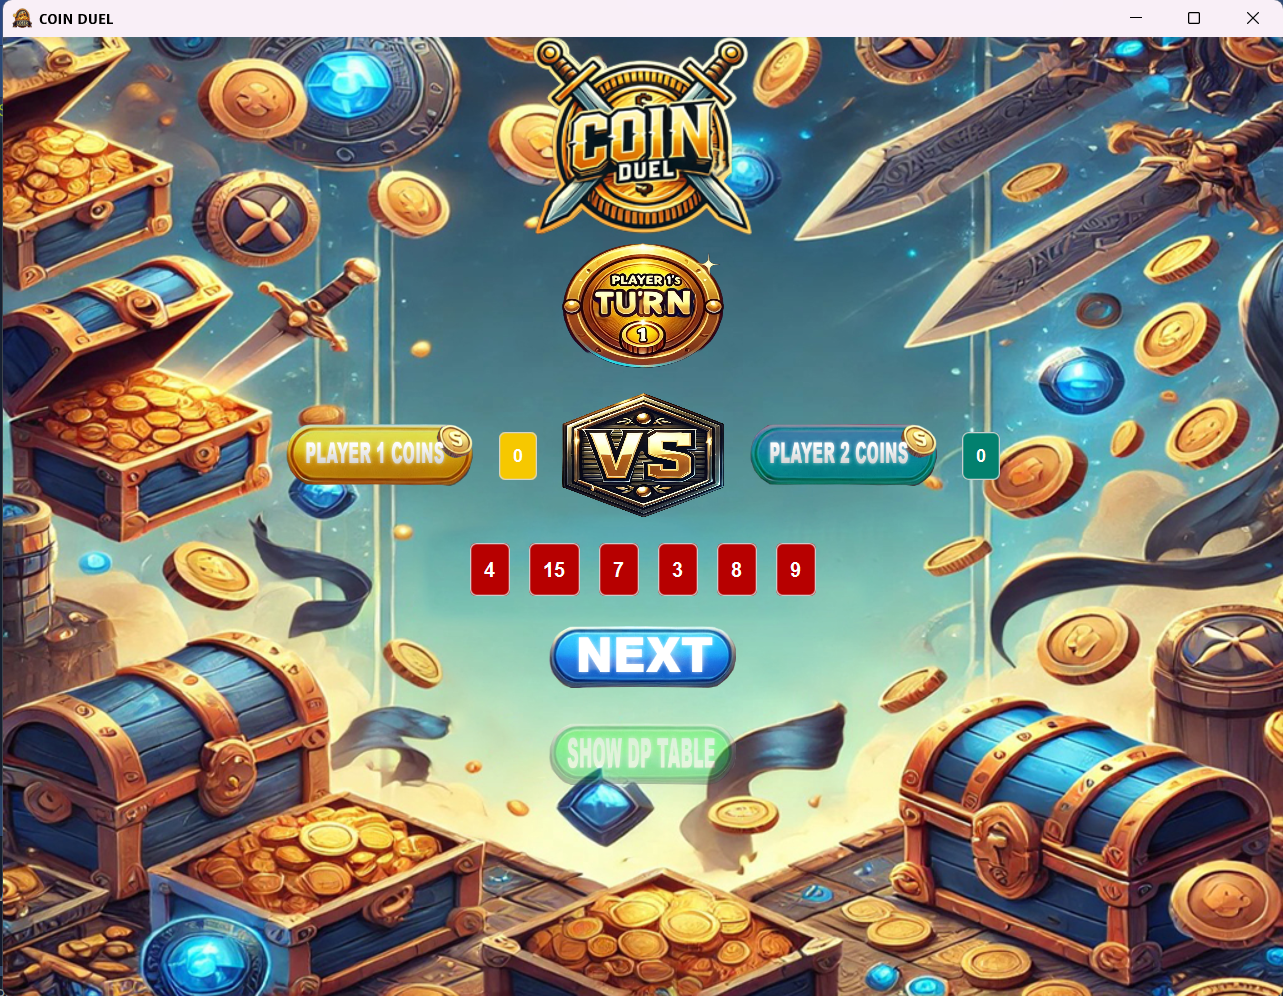 COIN DUEL
COIN
DUEL
PLAYER 1's
TURN
1
PLAYER 1 COINS S
0
VS
PLAYER 2 COINS S
0
4 15 7 3 8 9
NEXT
SHOW DP TABLE